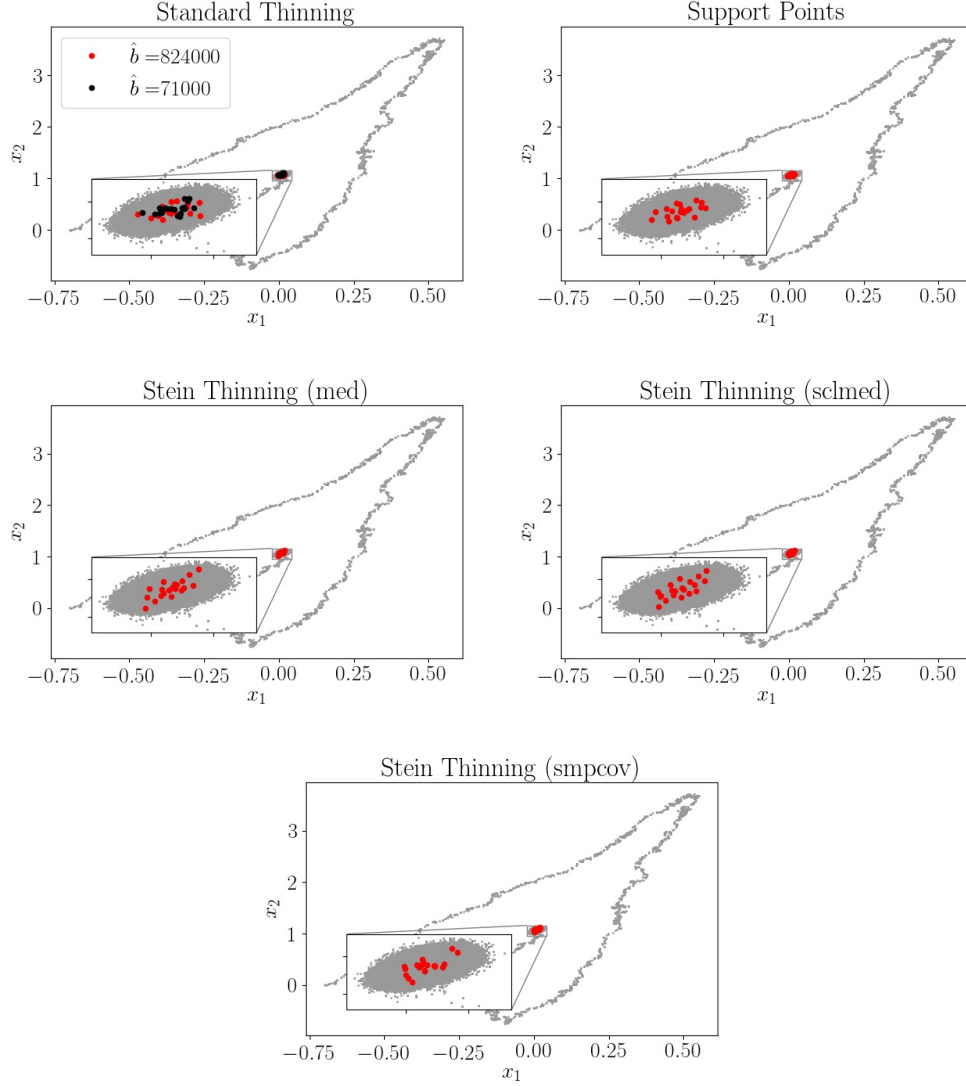 Standard Thinning
b̂ =824000
b̂ =71000
x₂
3
2
1
0
−0.75 −0.50 −0.25 0.00 0.25 0.50
x₁
Support Points
x₂
3
2
1
0
−0.75 −0.50 −0.25 0.00 0.25 0.50
x₁
Stein Thinning (med)
x₂
3
2
1
0
−0.75 −0.50 −0.25 0.00 0.25 0.50
x₁
Stein Thinning (sclmed)
x₂
3
2
1
0
−0.75 −0.50 −0.25 0.00 0.25 0.50
x₁
Stein Thinning (smpcov)
x₂
3
2
1
0
−0.75 −0.50 −0.25 0.00 0.25 0.50
x₁